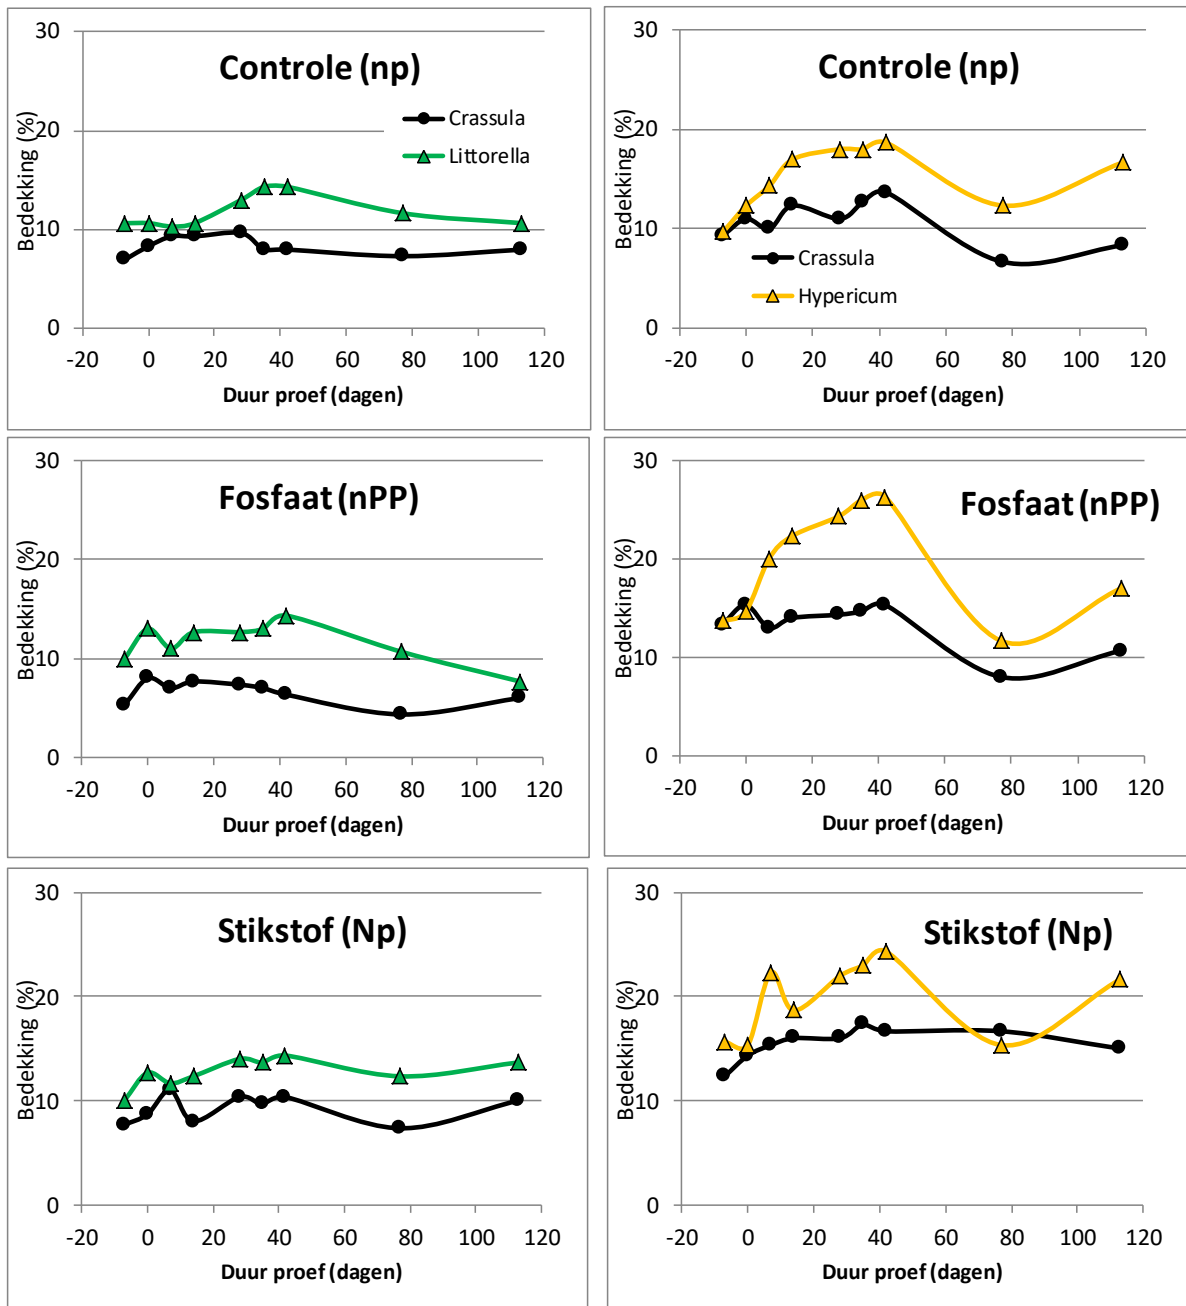 Controle (np)
Crassula
Littorella
Bedekking (%)
30
20
10
0
-20 0 20 40 60 80 100 120
Duur proef (dagen)
Controle (np)
Crassula
Hypericum
Bedekking (%)
30
20
10
0
-20 0 20 40 60 80 100 120
Duur proef (dagen)
Fosfaat (nPP)
Bedekking (%)
30
20
10
0
-20 0 20 40 60 80 100 120
Duur proef (dagen)
Fosfaat (nPP)
Bedekking (%)
30
20
10
0
-20 0 20 40 60 80 100 120
Duur proef (dagen)
Stikstof (Np)
Bedekking (%)
30
20
10
0
-20 0 20 40 60 80 100 120
Duur proef (dagen)
Stikstof (Np)
Bedekking (%)
30
20
10
0
-20 0 20 40 60 80 100 120
Duur proef (dagen)